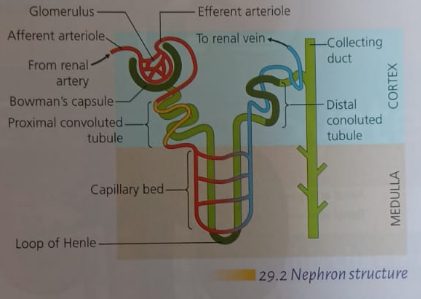 Glomerulus
Efferent arteriole
Afferent arteriole
To renal vein
Collecting
duct
From renal
artery
CORTEX
Bowman's capsule
Proximal convoluted
tubule
Distal
conoluted
tubule
Capillary bed
MEDULLA
Loop of Henle
29.2 Nephron structure